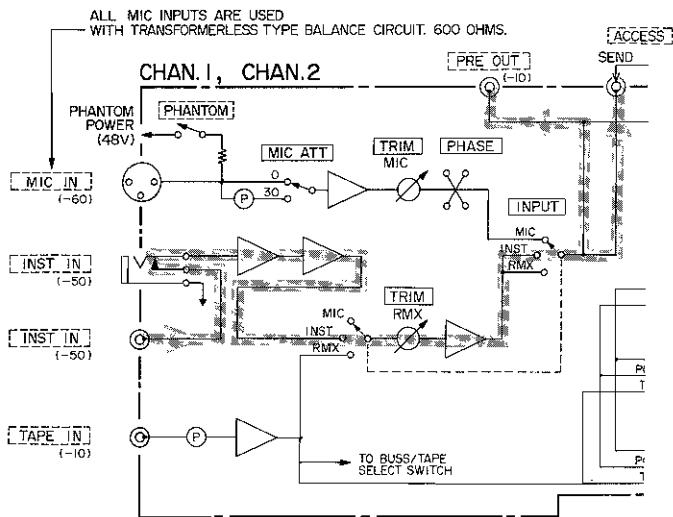 ALL MIC INPUTS ARE USED
WITH TRANSFORMERLESS TYPE BALANCE CIRCUIT. 600 OHMS.
ACCESS
PRE OUT
SEND
(-10)
CHAN.1, CHAN.2
PHANTOM
POWER
(48V)
PHANTOM
MIC ATT
TRIM
MIC
PHASE
MIC IN
(-60)
0
P
30
INPUT
MIC
INST
RMX
INST IN
(-50)
MIC
TRIM
RMX
INST IN
(-50)
INST
RMX
TAPE IN
(-10)
P
TO BUSS/TAPE
SELECT SWITCH